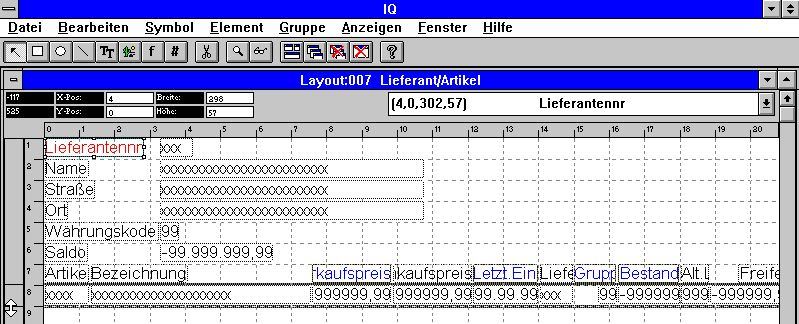 IQ
Datei Bearbeiten Symbol Element Gruppe Anzeigen Fenster Hilfe
TT f # ?
Layout:007 Lieferant/Artikel
-117 X-Pos: 4 Breite: 298
525 Y-Pos: 0 Höhe: 57
(4,0,302,57) Lieferantennr
0 1 2 3 4 5 6 7 8 9 10 11 12 13 14 15 16 17 18 19 20
1 Lieferantennr xxx
2 Name xxxxxxxxxxxxxxxxxxxxxxxxx
3 Straße xxxxxxxxxxxxxxxxxxxxxxxxx
4 Ort xxxxxxxxxxxxxxxxxxxxxxxxx
5 Währungskode 99
6 Saldo -99.999.999,99
7 Artike Bezeichnung kaufspreis kaufspreis Letzt.Ein Liefe Grupp Bestand Alt.L Freife
8 xxxx xxxxxxxxxxxxxxxxxxxx 999999,99 999999,99 99.99.99 xxx 99 -999999 999 -999999,99
9